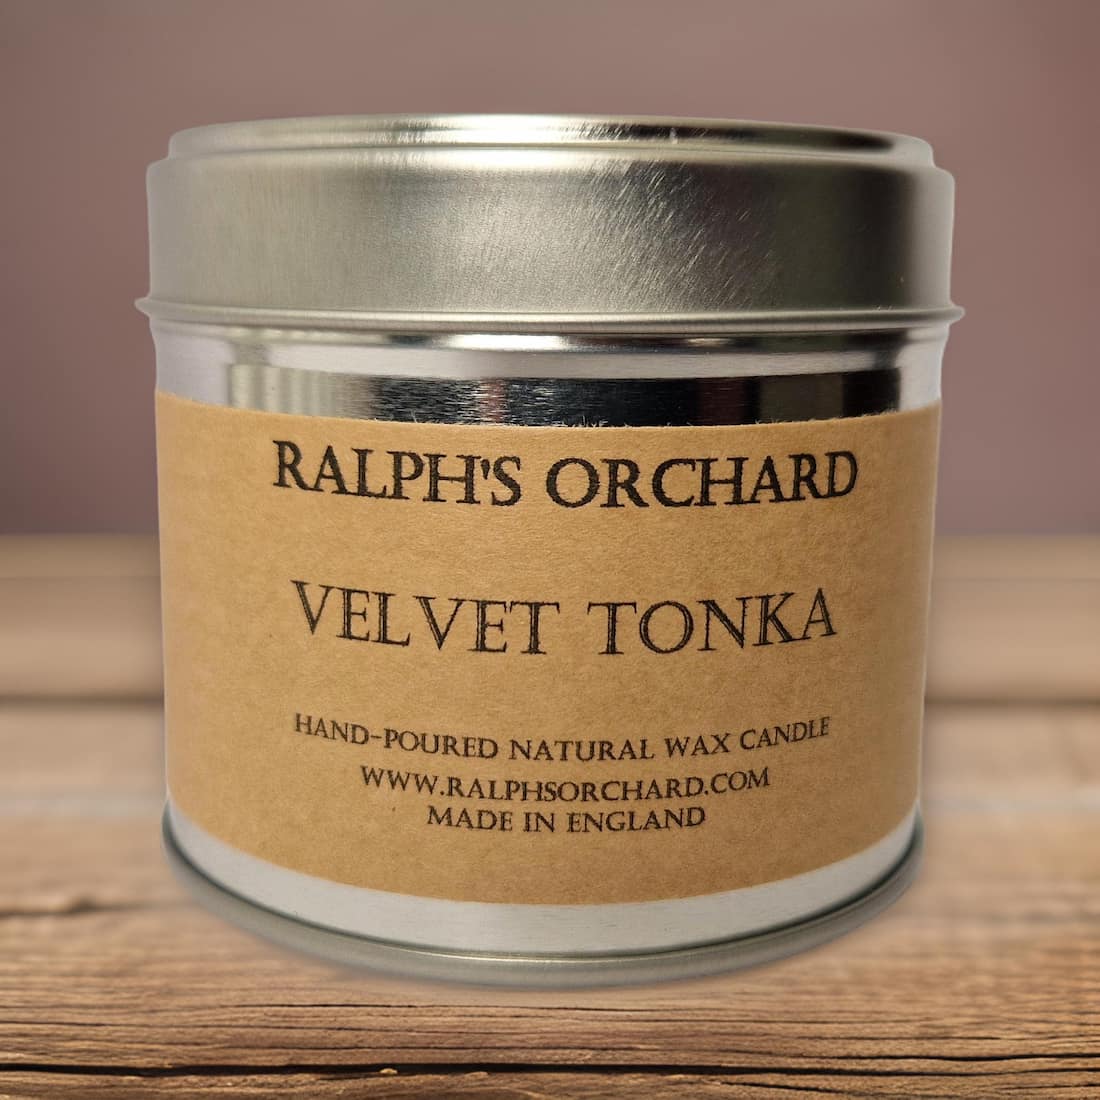 RALPH'S ORCHARD
VELVET TONKA
HAND-POURED NATURAL WAX CANDLE
WWW.RALPHSORCHARD.COM
MADE IN ENGLAND